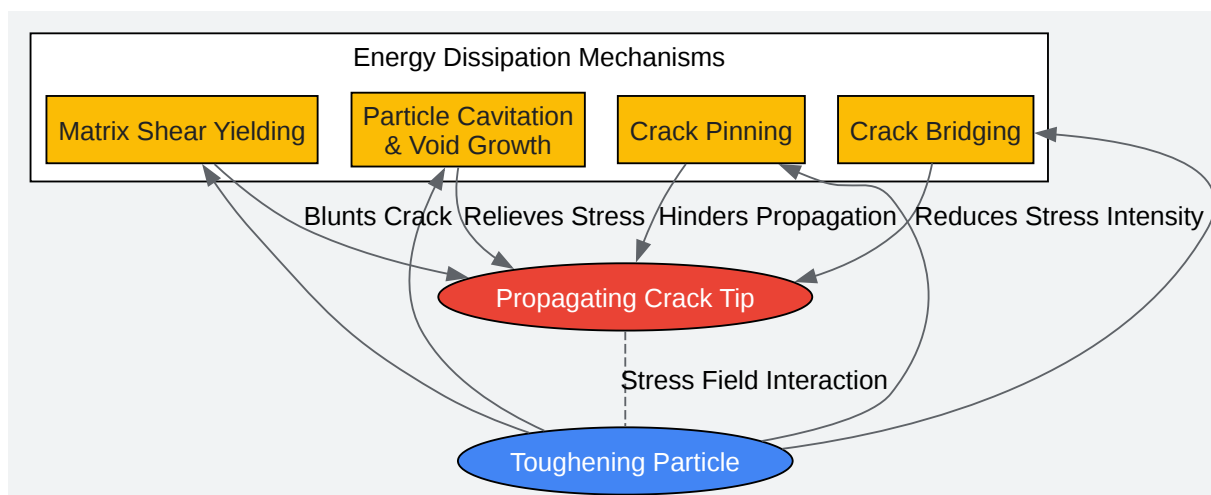 Energy Dissipation Mechanisms
Matrix Shear Yielding
Particle Cavitation
& Void Growth
Crack Pinning
Crack Bridging
Blunts Crack
Relieves Stress
Hinders Propagation
Reduces Stress Intensity
Propagating Crack Tip
Stress Field Interaction
Toughening Particle